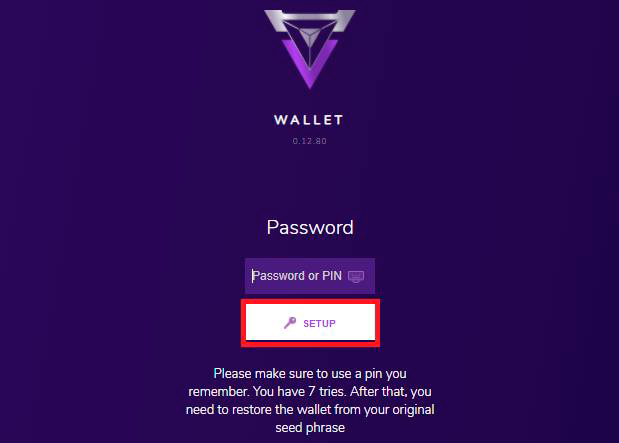 WALLET
0.12.80
Password
Password or PIN
SETUP
Please make sure to use a pin you
remember. You have 7 tries. After that, you
need to restore the wallet from your original
seed phrase